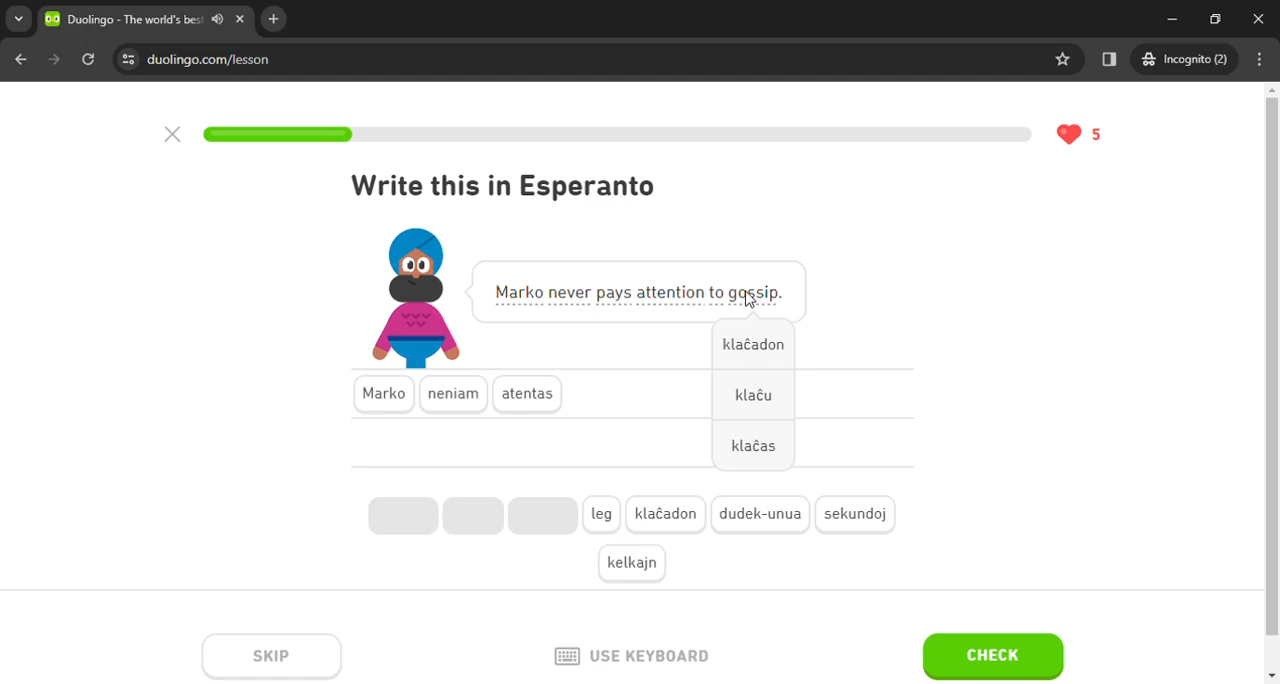 Duolingo - The world's bes
duolingo.com/lesson
Incognito (2)
5
Write this in Esperanto
Marko never pays attention to gossip.
klaĉadon
klaĉu
klaĉas
Marko neniam atentas
leg klaĉadon dudek-unua sekundoj
kelkajn
SKIP
USE KEYBOARD
CHECK